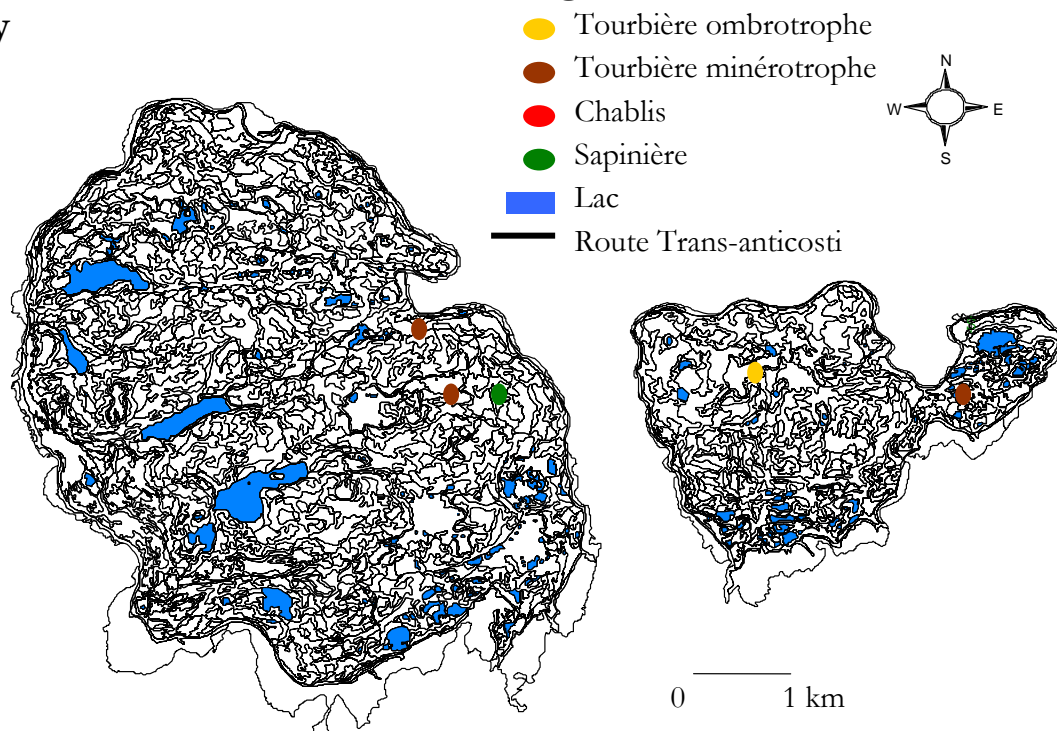 y
Tourbière ombrotrophe
Tourbière minérotrophe
Chablis
Sapinière
Lac
Route Trans-anticosti
N
W E
S
0 1 km